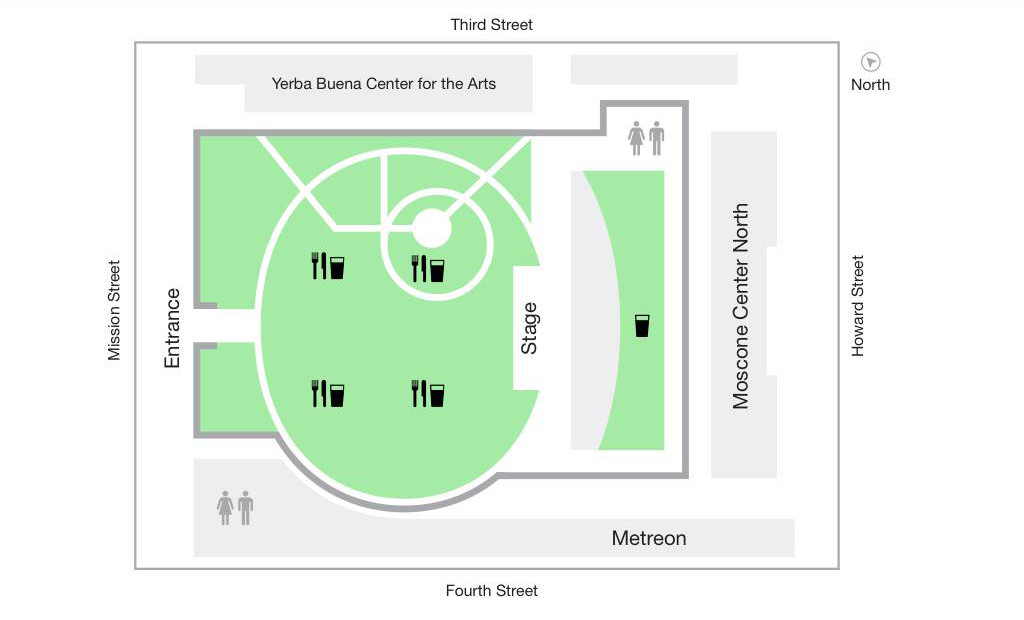 Third Street
Yerba Buena Center for the Arts
North
Mission Street
Entrance
Stage
Moscone Center North
Howard Street
Metreon
Fourth Street